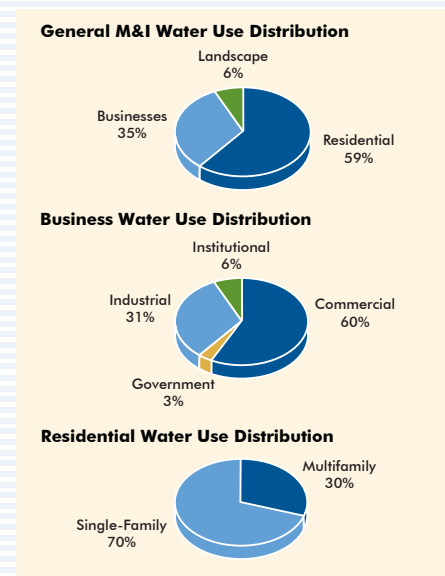 General M&I Water Use Distribution
Landscape
6%
Businesses
35%
Residential
59%
Business Water Use Distribution
Institutional
6%
Industrial
31%
Commercial
60%
Government
3%
Residential Water Use Distribution
Multifamily
30%
Single-Family
70%